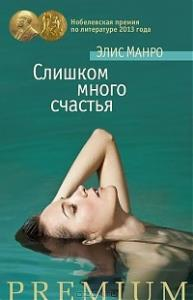 Нобелевская премия
по литературе 2013 года
Элис Манро
Слишком
много
счастья
PREMIUM